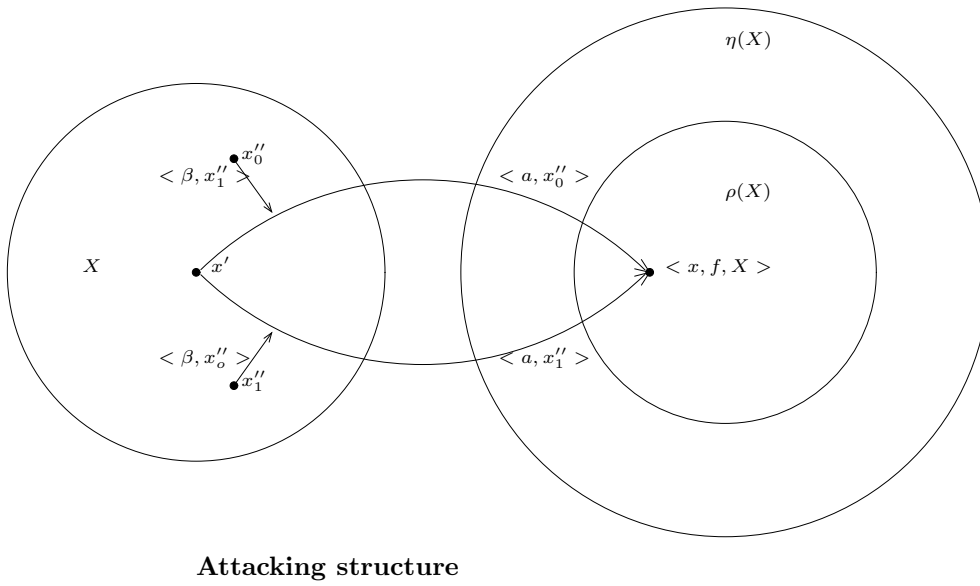 η(X)
x″₀
< β, x″₁ >
< a, x″₀ >
ρ(X)
X
x′
< x, f, X >
< β, x″ₒ >
< a, x″₁ >
x″₁
Attacking structure